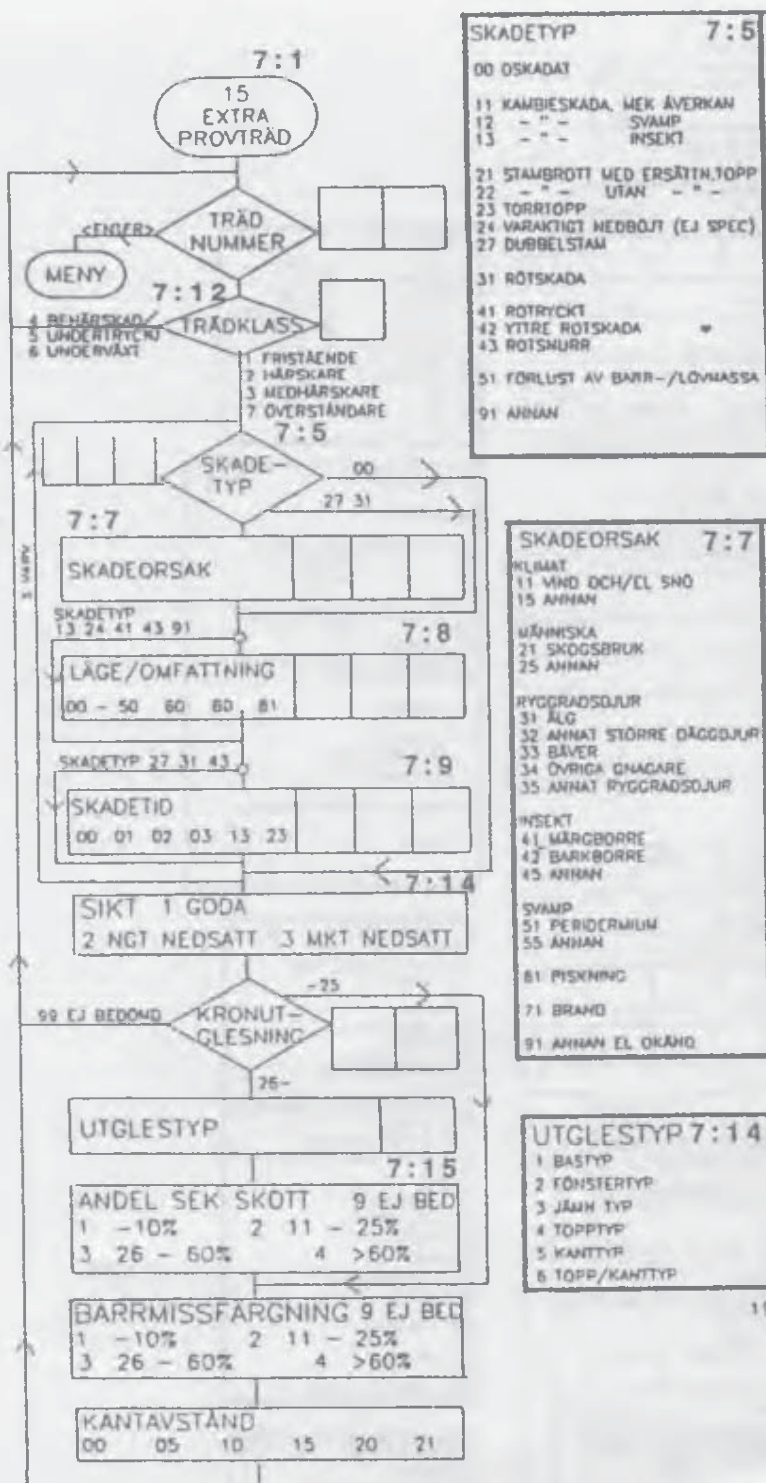 7:1
15
EXTRA
PROVTRÄD
<ENTER>
TRÄD
NUMMER
MENY
7:12
4 BEHÄRSKAD
5 UNDERTRYCKT
6 UNDERVÄXT
TRÄDKLASS
1 FRISTÅENDE
2 HÄRSKARE
3 MEDHÄRSKARE
7 ÖVERSTÅNDARE
7:5
SKADE-
TYP
00
27 31
7:7
SKADEORSAK
3 VARV
SKADETYP
13 24 41 43 91
7:8
LÄGE/OMFATTNING
00 - 50 60 80 81
SKADETYP 27 31 43
7:9
SKADETID
00 01 02 03 13 23
7:14
SIKT 1 GODA
2 NGT NEDSATT 3 MKT NEDSATT
-25
99 EJ BEDÖMD
KRONUT-
GLESNING
26-
UTGLESTYP
7:15
ANDEL SEK SKOTT 9 EJ BED
1 -10% 2 11 - 25%
3 26 - 60% 4 >60%
BARRMISSFÄRGNING 9 EJ BED
1 -10% 2 11 - 25%
3 26 - 60% 4 >60%
KANTAVSTÅND
00 05 10 15 20 21
SKADETYP 7:5
00 OSKADAT
11 KAMBIESKADA, MEK ÅVERKAN
12 - " - SVAMP
13 - " - INSEKT
21 STAMBROTT MED ERSÄTTN.TOPP
22 - " - UTAN - " -
23 TORRTOPP
24 VARAKTIGT NEDBÖJT (EJ SPEC)
27 DUBBELSTAM
31 RÖTSKADA
41 ROTRYCKT
42 YTTRE ROTSKADA
43 ROTSNURR
51 FÖRLUST AV BARR-/LÖVMASSA
91 ANNAN
SKADEORSAK 7:7
KLIMAT
11 VIND OCH/EL SNÖ
15 ANNAN
MÄNNISKA
21 SKOGSBRUK
25 ANNAN
RYGGRADSDJUR
31 ÄLG
32 ANNAT STÖRRE DÄGGDJUR
33 BÄVER
34 ÖVRIGA GNAGARE
35 ANNAT RYGGRADSDJUR
INSEKT
41 MÄRGBORRE
42 BARKBORRE
45 ANNAN
SVAMP
51 PERIDERMIUM
55 ANNAN
61 PISKNING
71 BRAND
91 ANNAN EL OKÄND
UTGLESTYP 7:14
1 BASTYP
2 FÖNSTERTYP
3 JÄMN TYP
4 TOPPTYP
5 KANTTYP
6 TOPP/KANTTYP